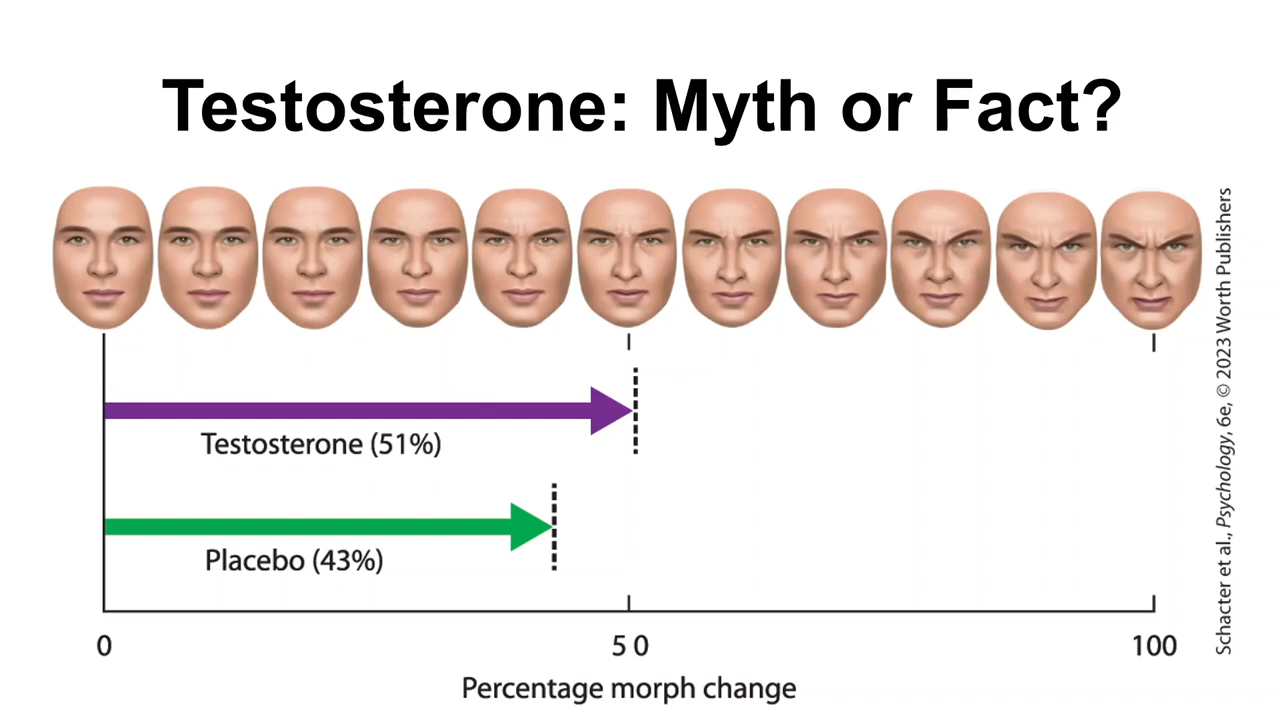 Testosterone: Myth or Fact?
Testosterone (51%)
Placebo (43%)
0
5 0
100
Percentage morph change
Schacter et al., Psychology, 6e, © 2023 Worth Publishers